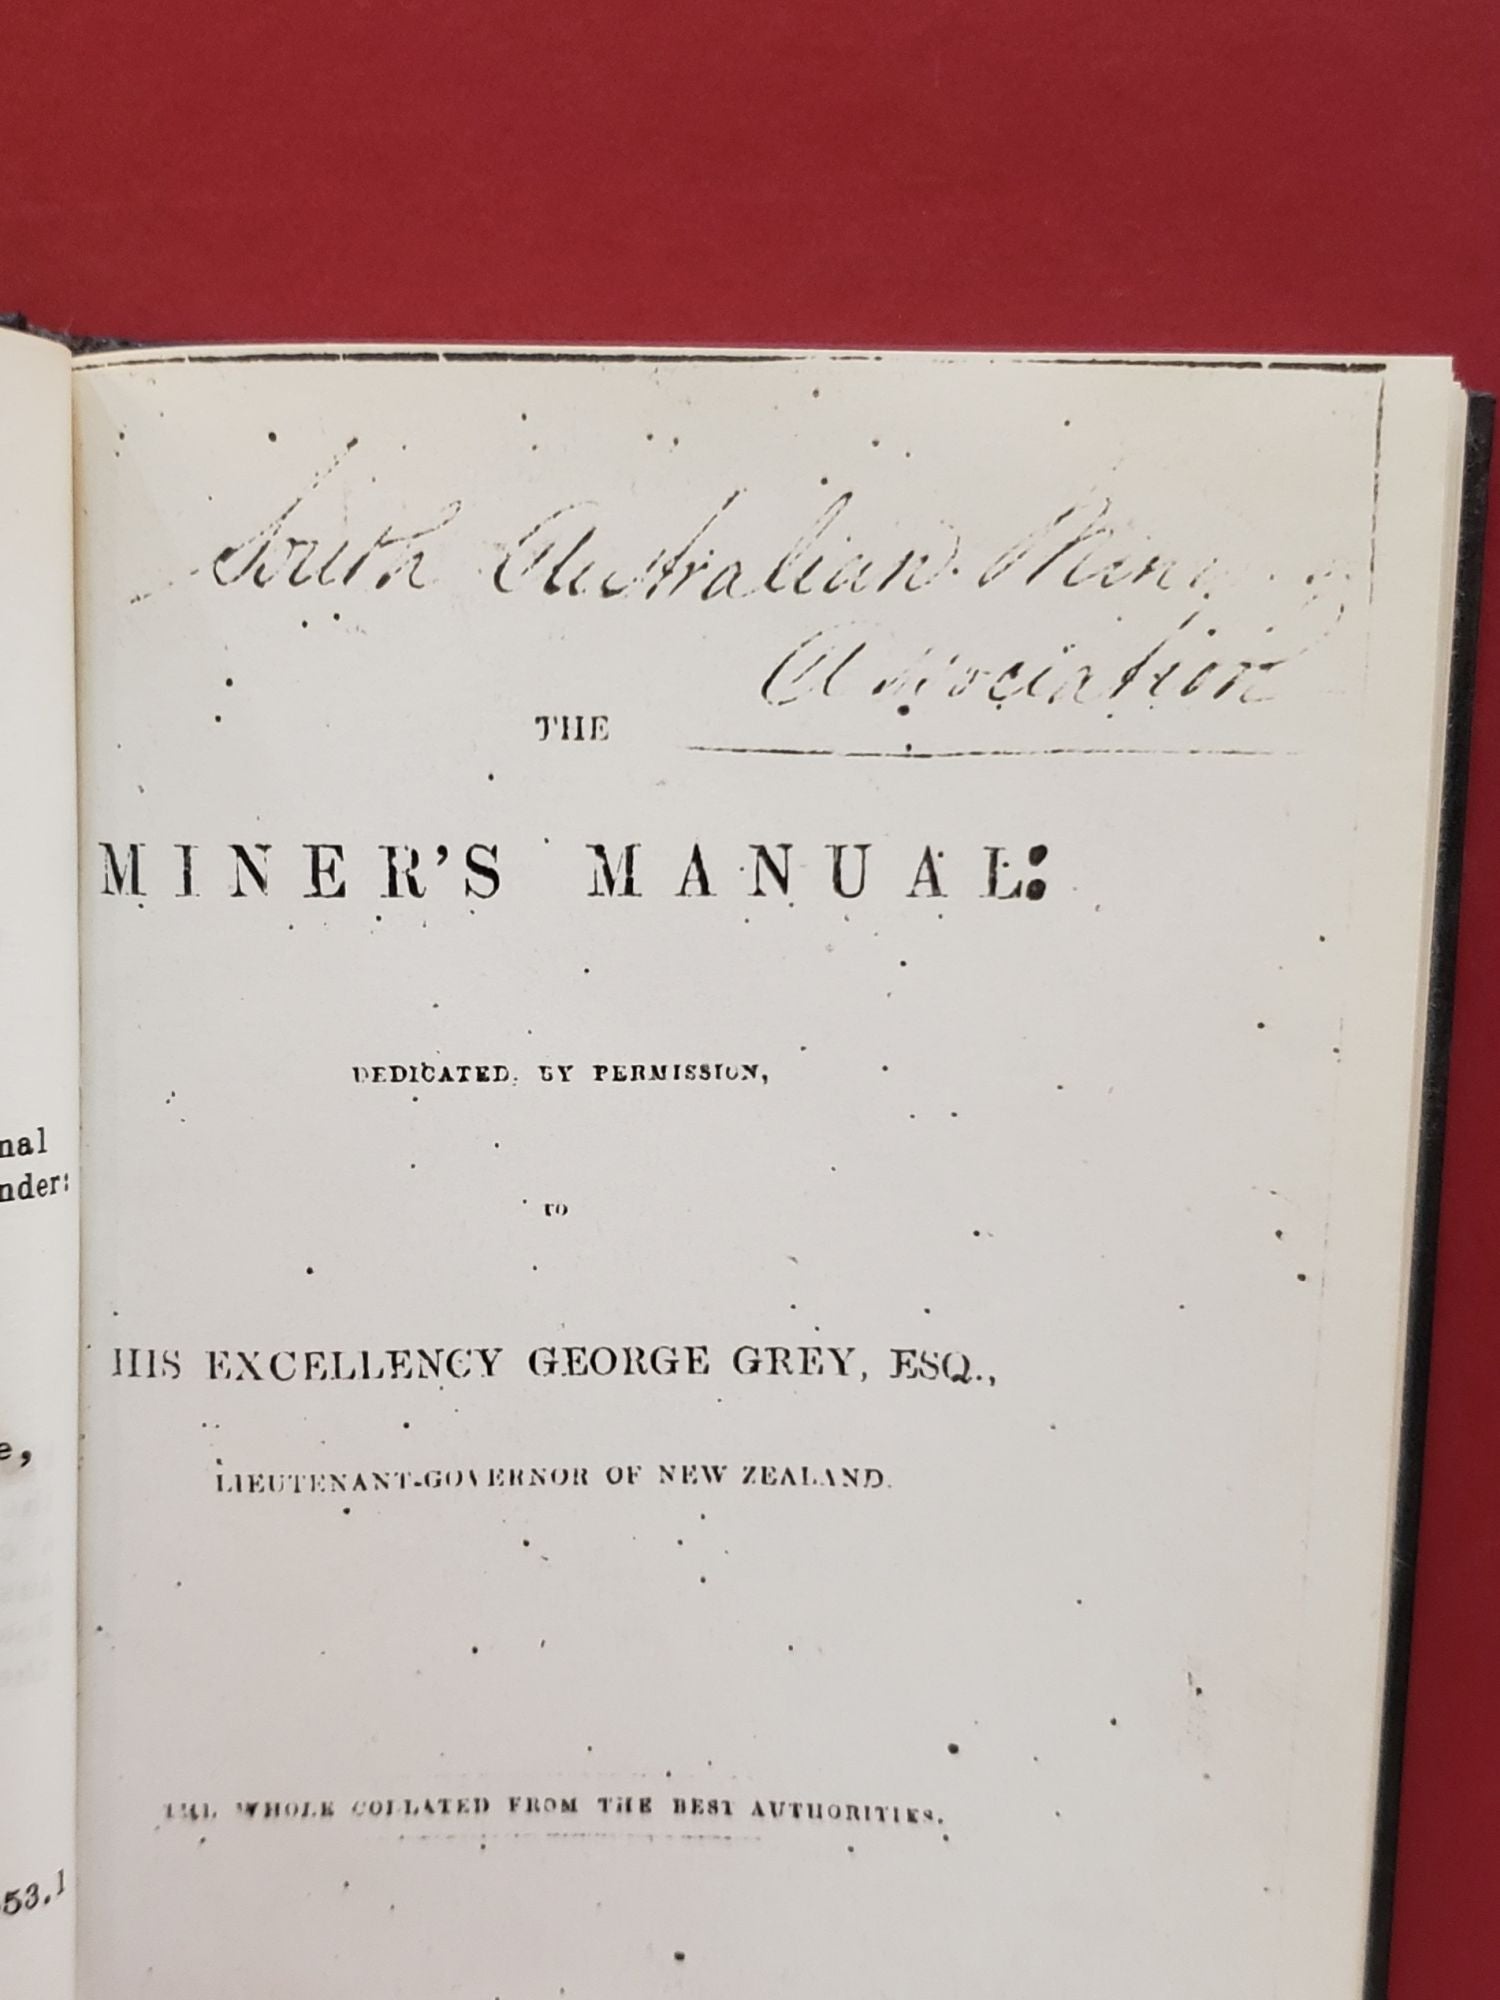 South Australian Mining
Association
THE
MINER'S MANUAL:
DEDICATED, BY PERMISSION,
TO
HIS EXCELLENCY GEORGE GREY, ESQ.,
LIEUTENANT-GOVERNOR OF NEW ZEALAND.
THE WHOLE COLLATED FROM THE BEST AUTHORITIES.
nal
nder:
e,
53.1